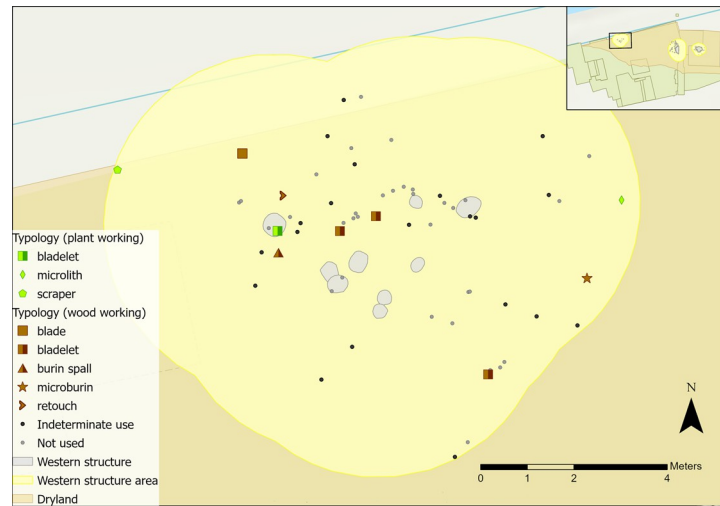 Typology (plant working)
bladelet
microlith
scraper
Typology (wood working)
blade
bladelet
burin spall
microburin
retouch
Indeterminate use
Not used
Western structure
Western structure area
Dryland
N
Meters
0 1 2 4